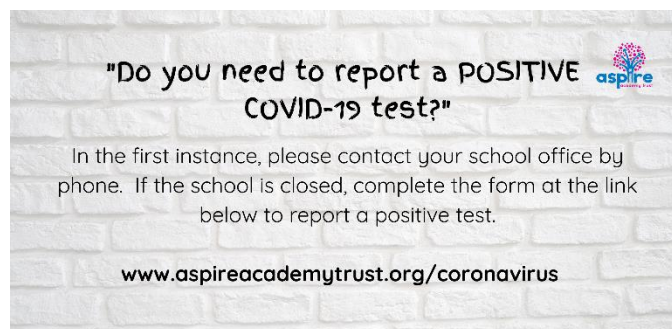 "Do you need to report a POSITIVE
COVID-19 test?"
aspire
academy trust
In the first instance, please contact your school office by
phone. If the school is closed, complete the form at the link
below to report a positive test.
www.aspireacademytrust.org/coronavirus